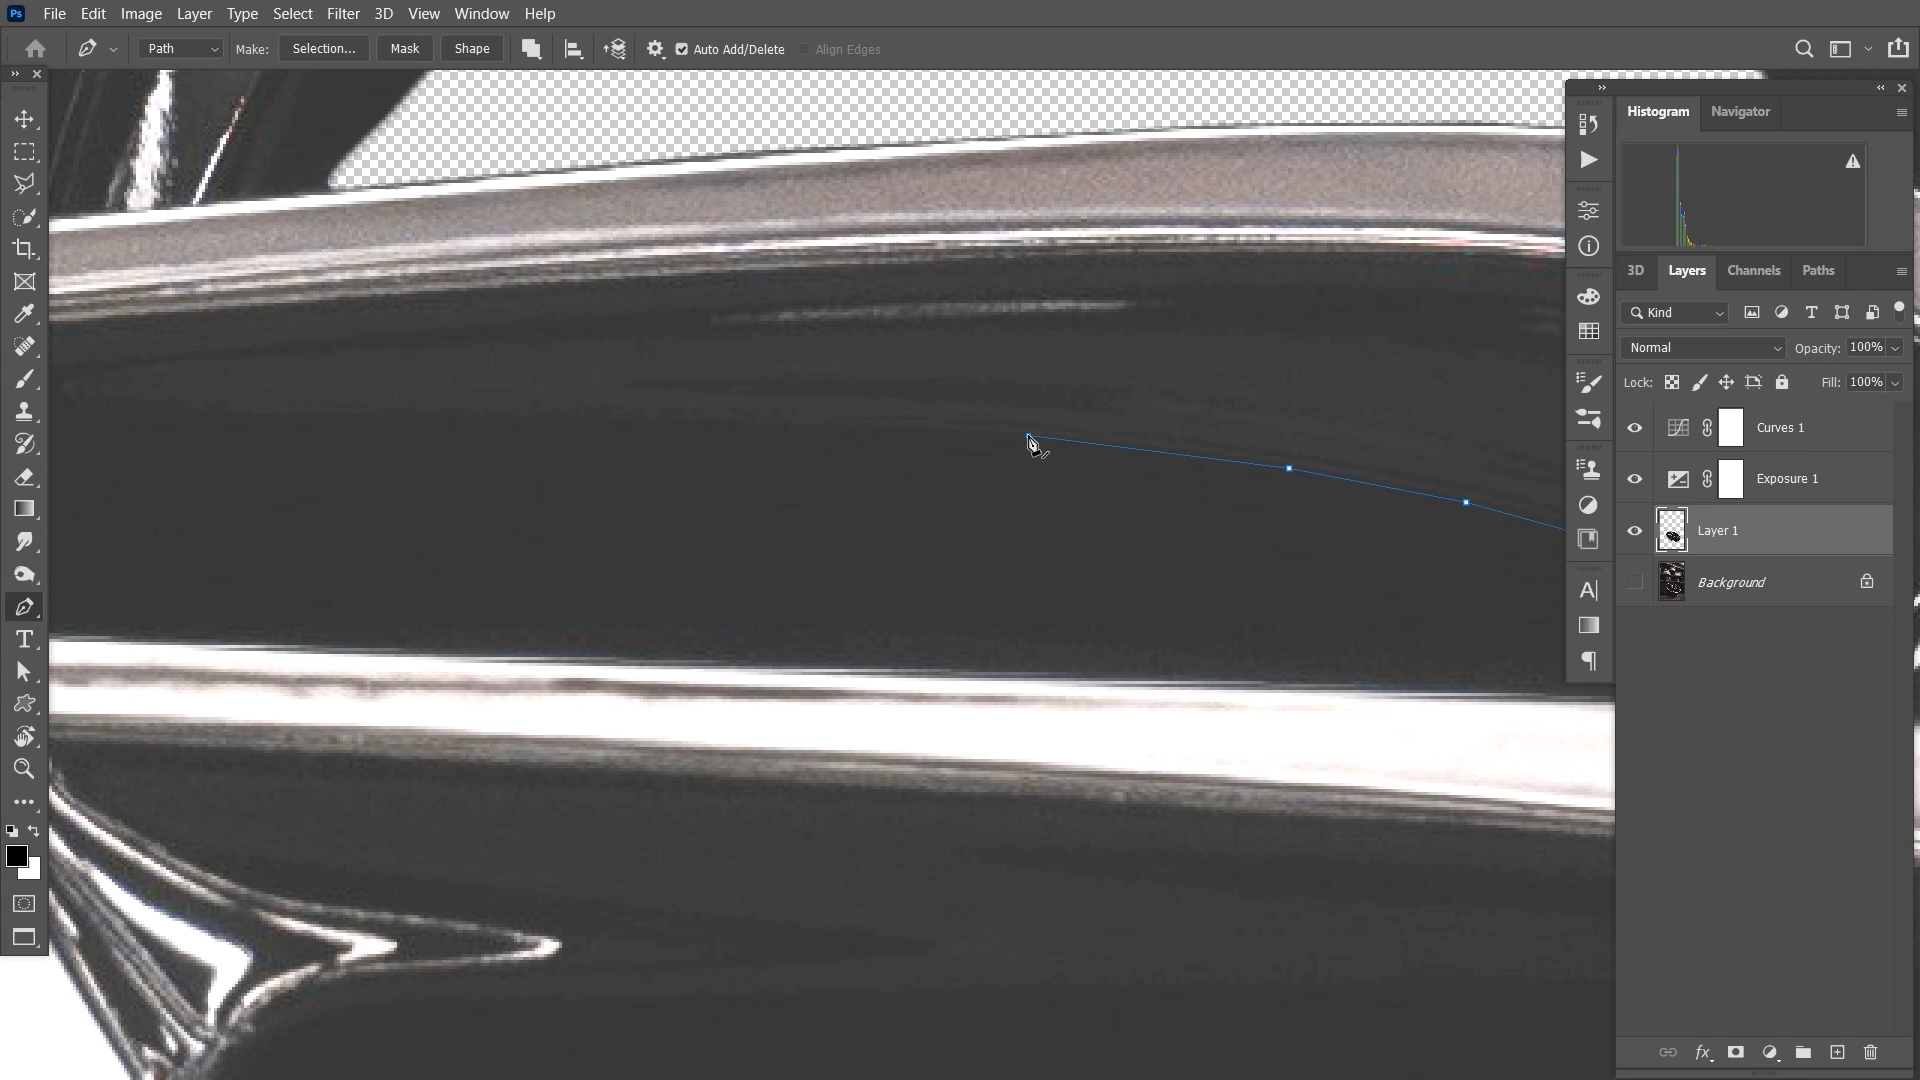 Ps File Edit Image Layer Type Select Filter 3D View Window Help
Path Make: Selection... Mask Shape Auto Add/Delete Align Edges
Histogram Navigator
3D Layers Channels Paths
Kind
Normal Opacity: 100%
Lock: Fill: 100%
Curves 1
Exposure 1
Layer 1
Background
fx